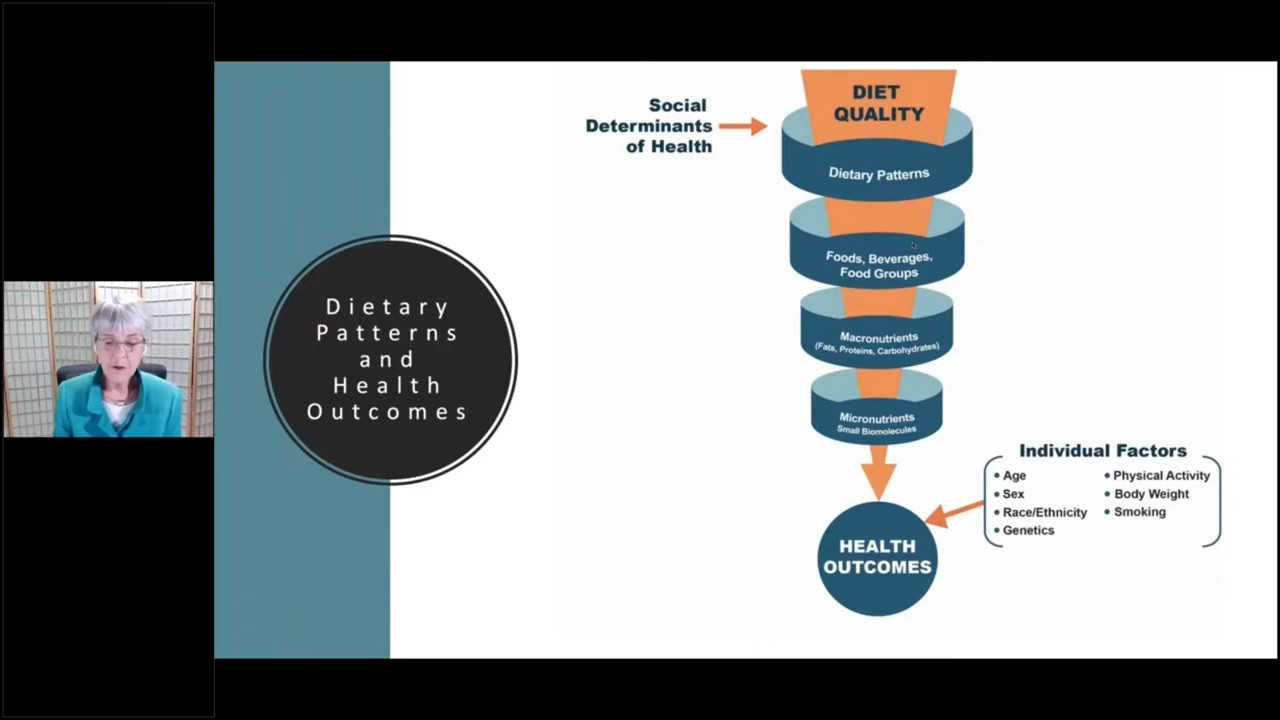 Dietary
Patterns
and
Health
Outcomes
Social
Determinants
of Health
DIET
QUALITY
Dietary Patterns
Foods, Beverages,
Food Groups
Macronutrients
(Fats, Proteins, Carbohydrates)
Micronutrients
Small Biomolecules
HEALTH
OUTCOMES
Individual Factors
• Age
• Sex
• Race/Ethnicity
• Genetics
• Physical Activity
• Body Weight
• Smoking